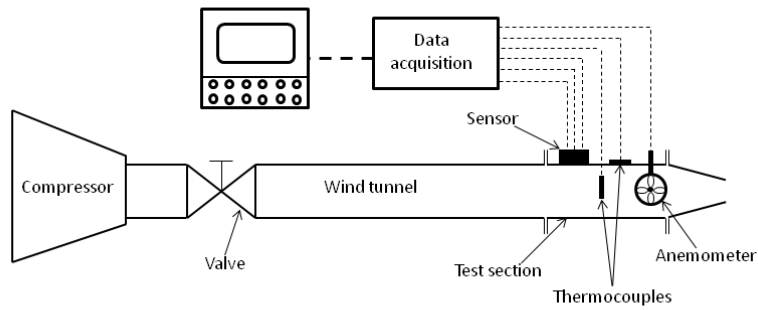 Data
acquisition
Sensor
Compressor
Wind tunnel
Valve
Test section
Anemometer
Thermocouples